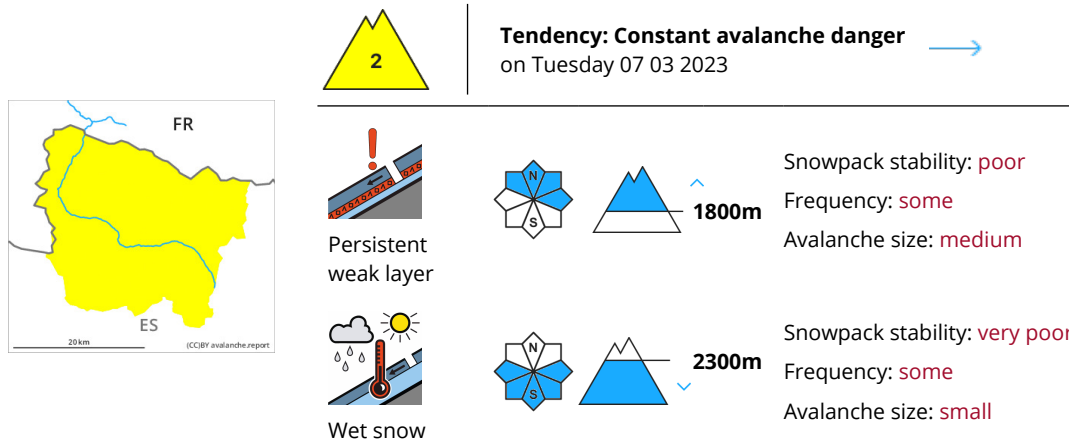 2
Tendency: Constant avalanche danger
on Tuesday 07 03 2023
FR
ES
20 km
(CC)BY avalanche.report
Persistent
weak layer
N
S
1800m
Snowpack stability: poor
Frequency: some
Avalanche size: medium
Wet snow
N
S
2300m
Snowpack stability: very poor
Frequency: some
Avalanche size: small